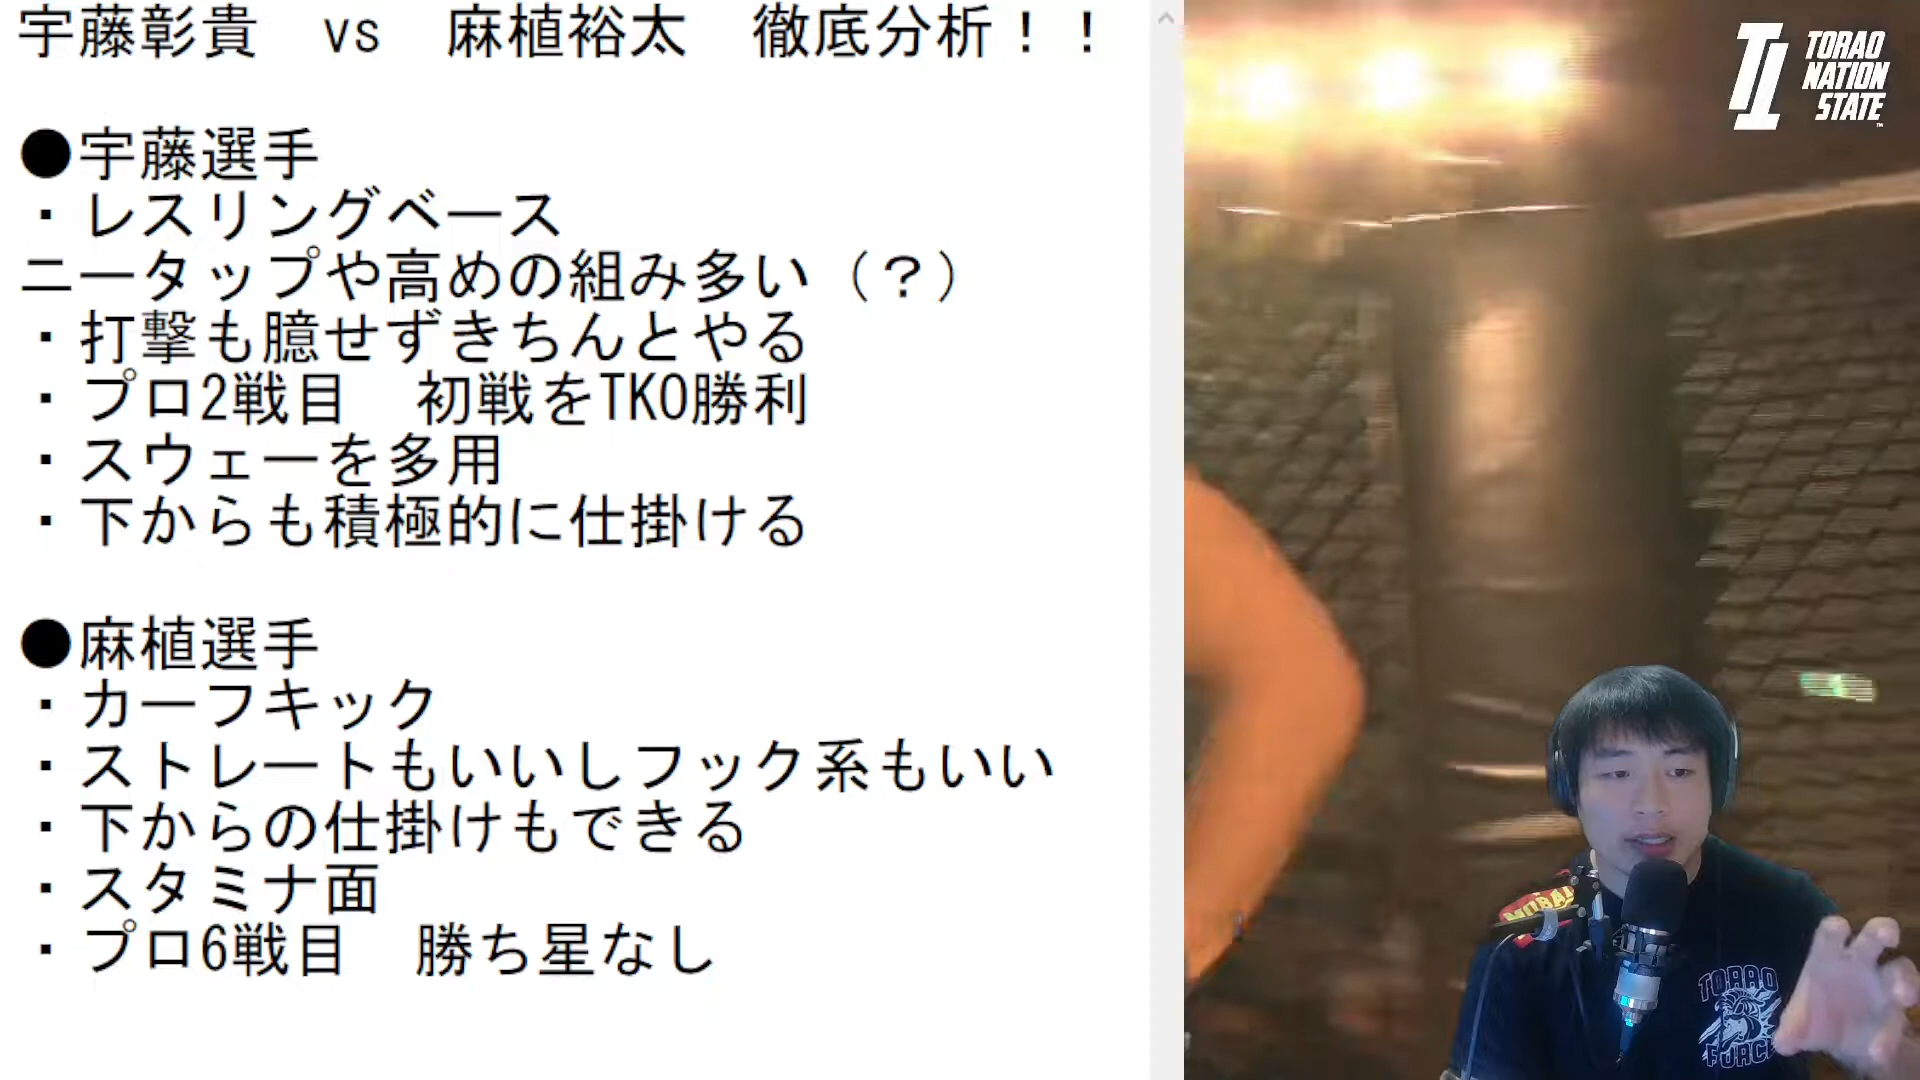 宇藤彰貴　vs　麻植裕太　徹底分析！！
●宇藤選手
・レスリングベース
ニータップや高めの組み多い（？）
・打撃も臆せずきちんとやる
・プロ2戦目　初戦をTKO勝利
・スウェーを多用
・下からも積極的に仕掛ける
●麻植選手
・カーフキック
・ストレートもいいしフック系もいい
・下からの仕掛けもできる
・スタミナ面
・プロ6戦目　勝ち星なし
TORAO
NATION
STATE
TORAO